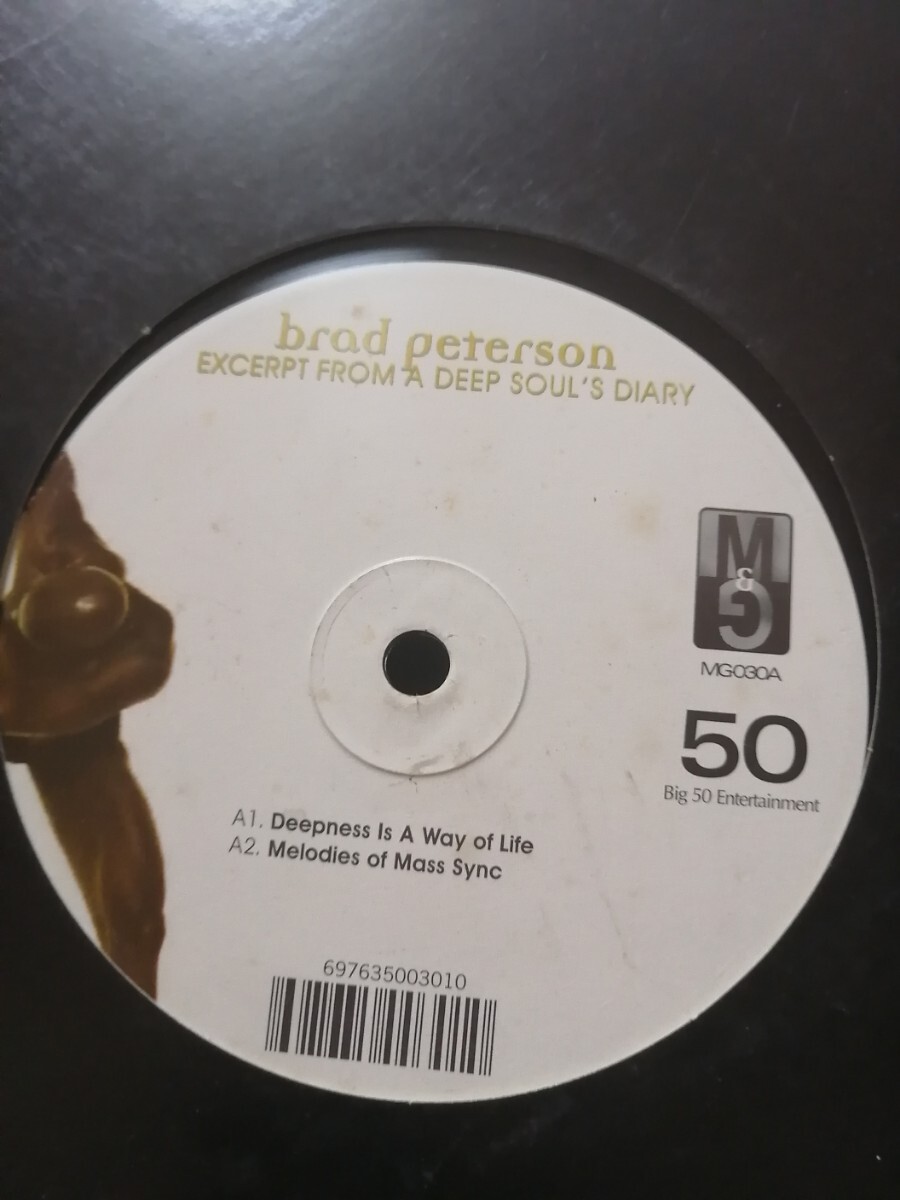 brad peterson
EXCERPT FROM A DEEP SOUL'S DIARY
M
&
G
MG030A
50
Big 50 Entertainment
A1. Deepness Is A Way of Life
A2. Melodies of Mass Sync
697635003010